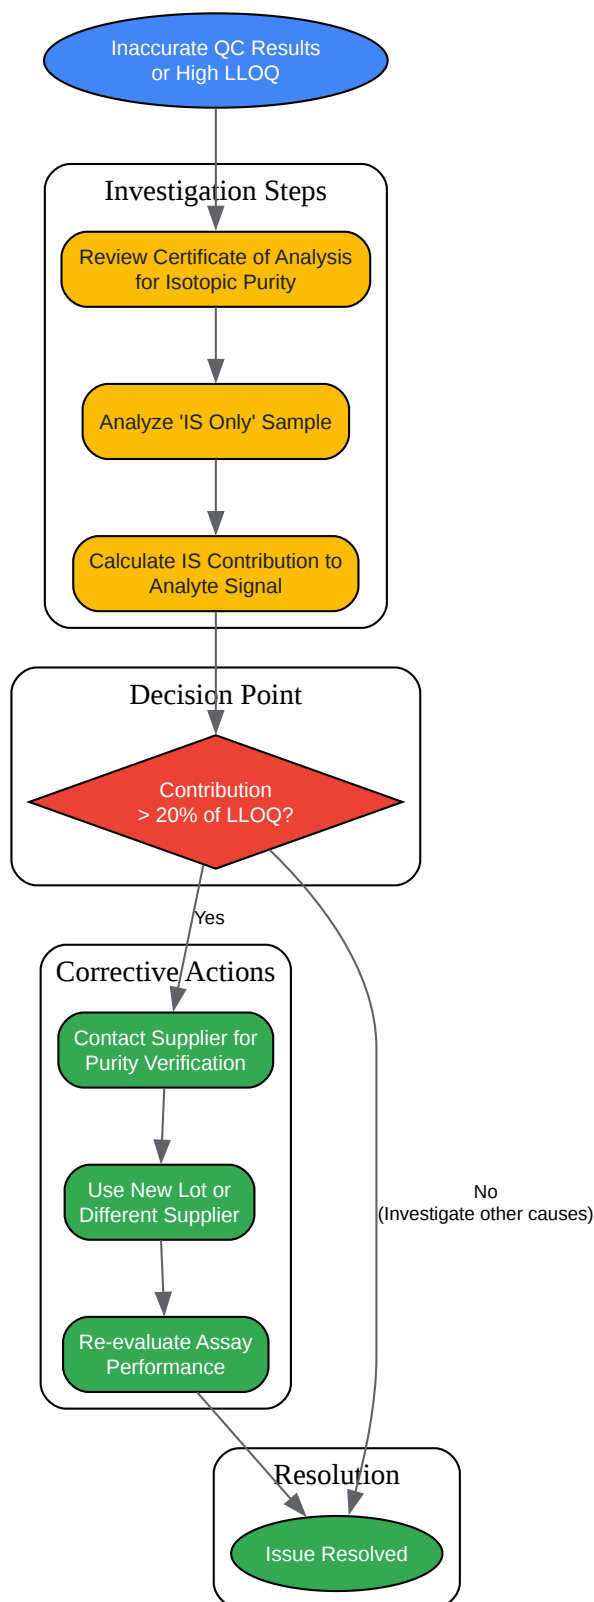 Inaccurate QC Results
or High LLOQ
Investigation Steps
Review Certificate of Analysis
for Isotopic Purity
Analyze 'IS Only' Sample
Calculate IS Contribution to
Analyte Signal
Decision Point
Contribution
> 20% of LLOQ?
Yes
Corrective Actions
Contact Supplier for
Purity Verification
Use New Lot or
Different Supplier
No
(Investigate other causes)
Re-evaluate Assay
Performance
Resolution
Issue Resolved